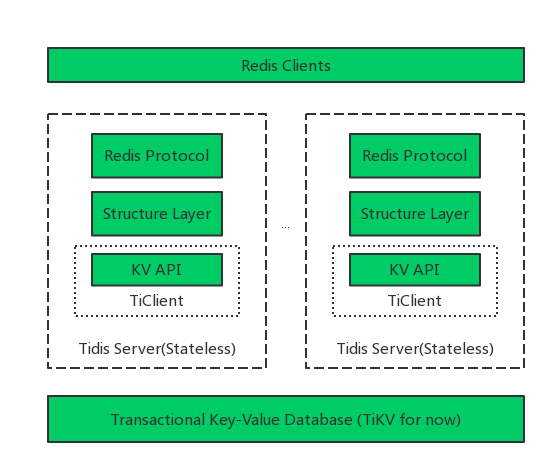 Redis Clients
Redis Protocol
Structure Layer
KV API
TiClient
Tidis Server(Stateless)
...
Redis Protocol
Structure Layer
KV API
TiClient
Tidis Server(Stateless)
Transactional Key-Value Database (TiKV for now)